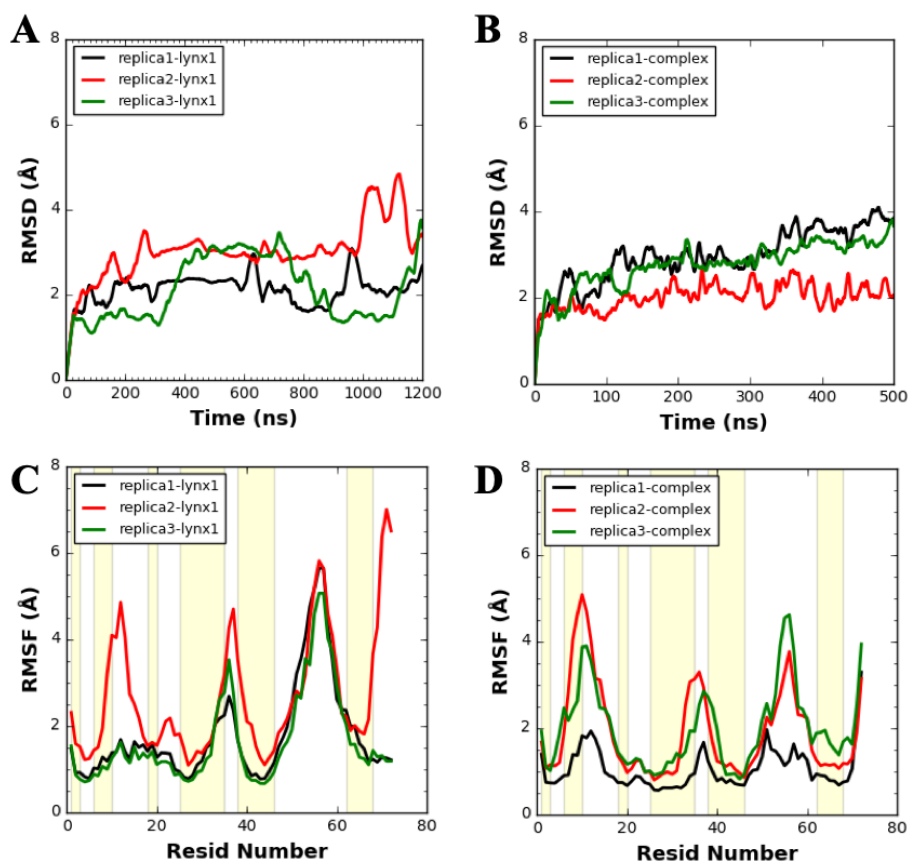 A
8
6
4
2
0
RMSD (Å)
replica1-lynx1
replica2-lynx1
replica3-lynx1
0 200 400 600 800 1000 1200
Time (ns)
B
8
6
4
2
0
RMSD (Å)
replica1-complex
replica2-complex
replica3-complex
0 100 200 300 400 500
Time (ns)
C
8
6
4
2
0
RMSF (Å)
replica1-lynx1
replica2-lynx1
replica3-lynx1
0 20 40 60 80
Resid Number
D
8
6
4
2
0
RMSF (Å)
replica1-complex
replica2-complex
replica3-complex
0 20 40 60 80
Resid Number